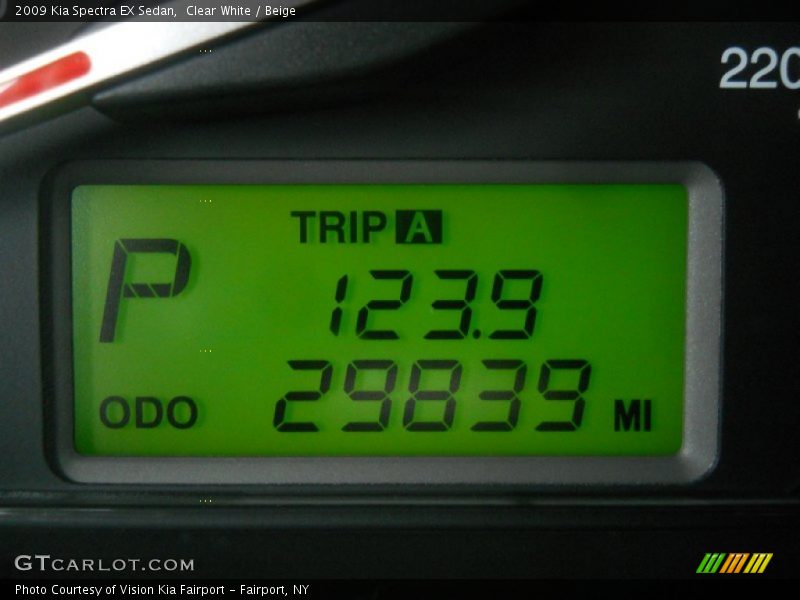 2009 Kia Spectra EX Sedan,  Clear White / Beige
220
TRIP A
P
123.9
ODO 29839 MI
GTCARLOT.COM
Photo Courtesy of Vision Kia Fairport - Fairport, NY